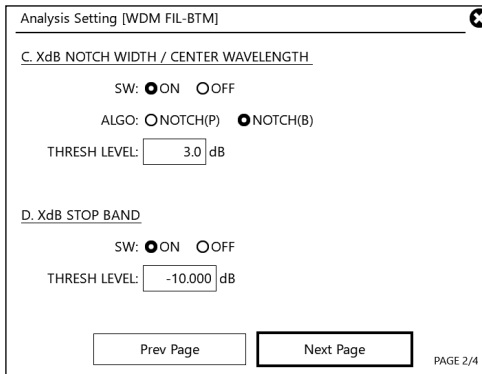 Analysis Setting [WDM FIL-BTM]
C. XdB NOTCH WIDTH / CENTER WAVELENGTH
SW: ON OFF
ALGO: NOTCH(P) NOTCH(B)
THRESH LEVEL: 3.0 dB
D. XdB STOP BAND
SW: ON OFF
THRESH LEVEL: -10.000 dB
Prev Page Next Page PAGE 2/4